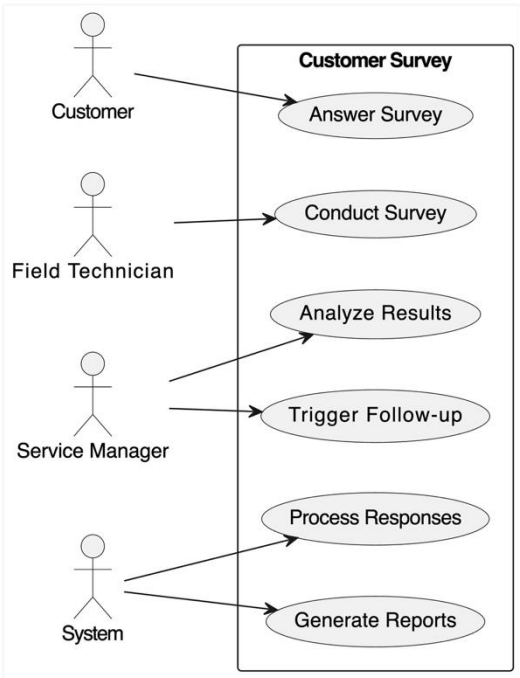 Customer Survey
Customer
Answer Survey
Field Technician
Conduct Survey
Analyze Results
Service Manager
Trigger Follow-up
Process Responses
System
Generate Reports